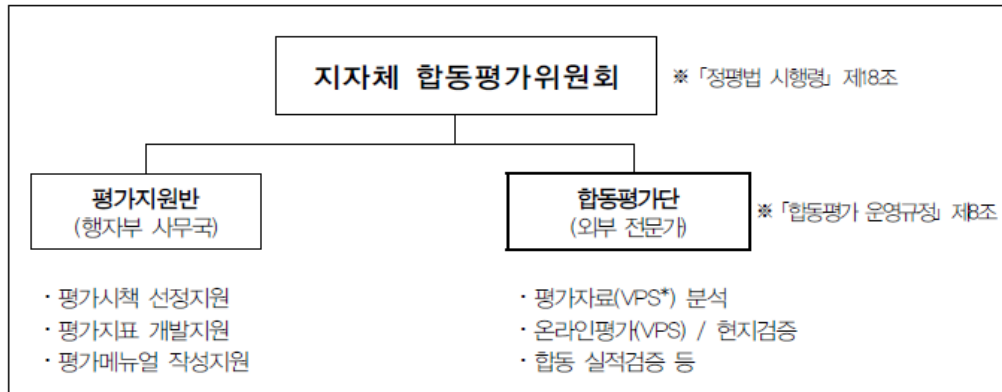 지자체 합동평가위원회
※ 「정평법 시행령」 제18조
평가지원반
(행자부 사무국)
합동평가단
(외부 전문가)
※ 「합동평가 운영규정」 제8조
· 평가시책 선정지원
· 평가지표 개발지원
· 평가메뉴얼 작성지원
· 평가자료(VPS*) 분석
· 온라인평가(VPS) / 현지검증
· 합동 실적검증 등